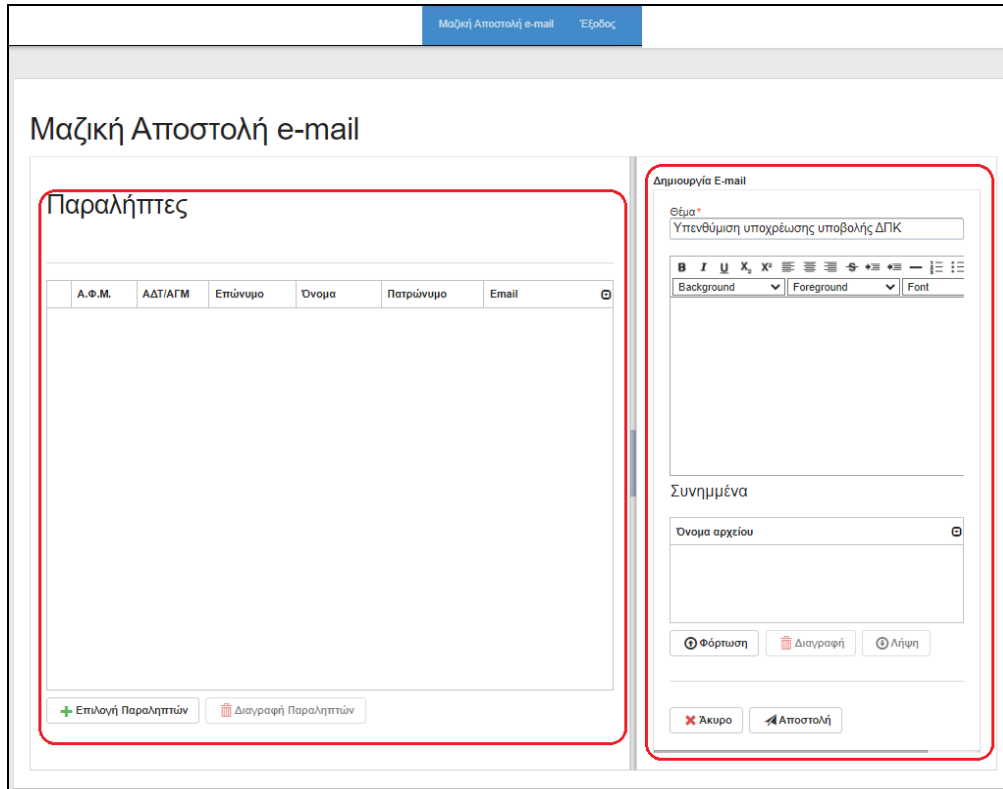 Μαζική Αποστολή e-mail Έξοδος
Μαζική Αποστολή e-mail
Παραλήπτες
Α.Φ.Μ. ΑΔΤ/ΑΓΜ Επώνυμο Όνομα Πατρώνυμο Email
Επιλογή Παραληπτών Διαγραφή Παραληπτών
Δημιουργία E-mail
Θέμα*
Υπενθύμιση υποχρέωσης υποβολής ΔΠΚ
B I U X₂ X² S
Background Foreground Font
Συνημμένα
Όνομα αρχείου
Φόρτωση Διαγραφή Λήψη
Άκυρο Αποστολή